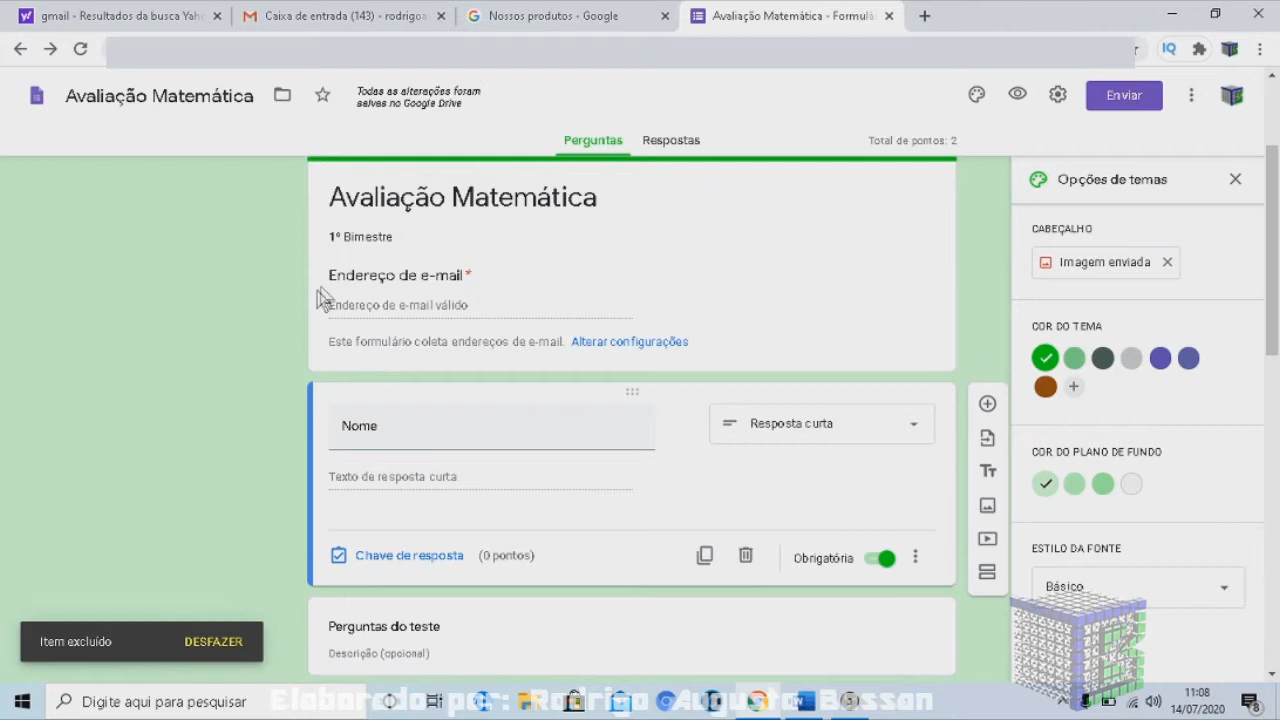 gmail - Resultados da busca Yaho
Caixa de entrada (143) - rodrigo
Nossos produtos - Google
Avaliação Matemática - Formulá
IQ
Avaliação Matemática
Todas as alterações foram
salvas no Google Drive
Enviar
Perguntas
Respostas
Total de pontos: 2
Avaliação Matemática
1º Bimestre
Endereço de e-mail *
Endereço de e-mail válido
Este formulário coleta endereços de e-mail. Alterar configurações
Nome
Resposta curta
Texto de resposta curta
Chave de resposta (0 pontos)
Obrigatória
Perguntas do teste
Descrição (opcional)
Opções de temas
CABEÇALHO
Imagem enviada
COR DO TEMA
COR DO PLANO DE FUNDO
ESTILO DA FONTE
Básico
Item excluído
DESFAZER
Digite aqui para pesquisar
Elaborado por: Rodrigo Augusto Bossan
11:08
14/07/2020
8